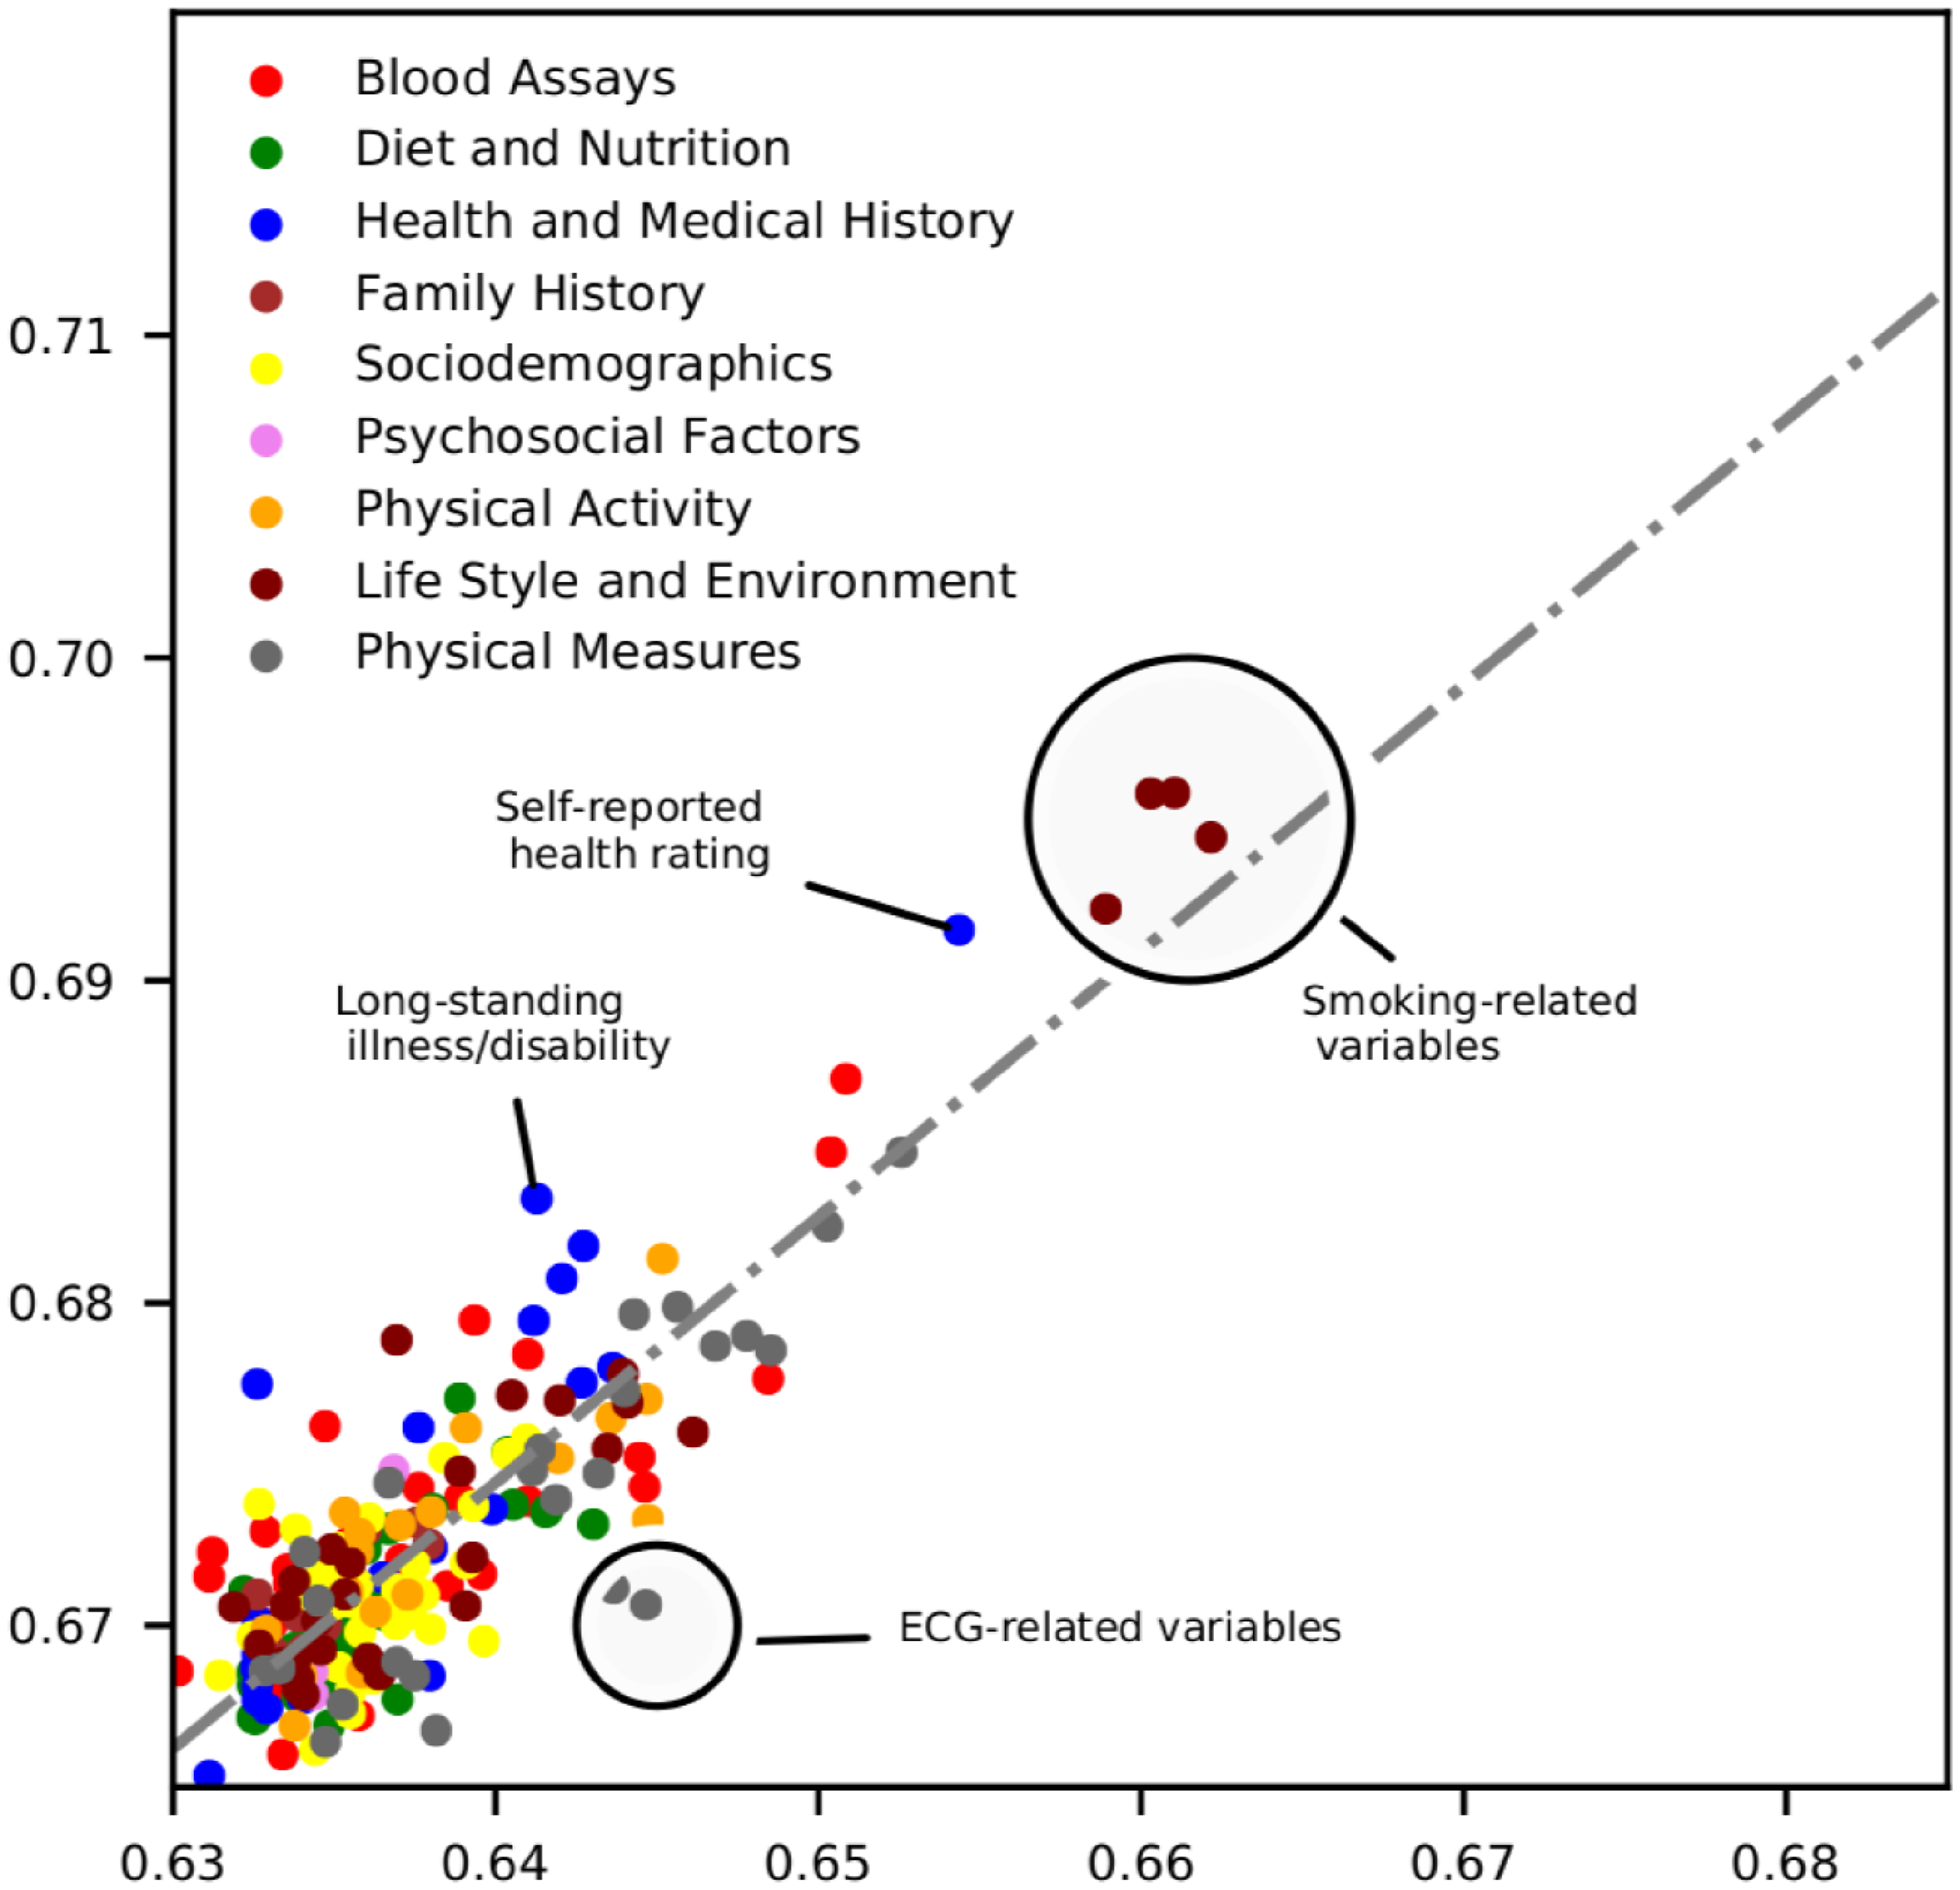 Blood Assays
Diet and Nutrition
Health and Medical History
Family History
Sociodemographics
Psychosocial Factors
Physical Activity
Life Style and Environment
Physical Measures
0.71
0.70
0.69
0.68
0.67
Self-reported
health rating
Long-standing
illness/disability
Smoking-related
variables
ECG-related variables
0.63
0.64
0.65
0.66
0.67
0.68